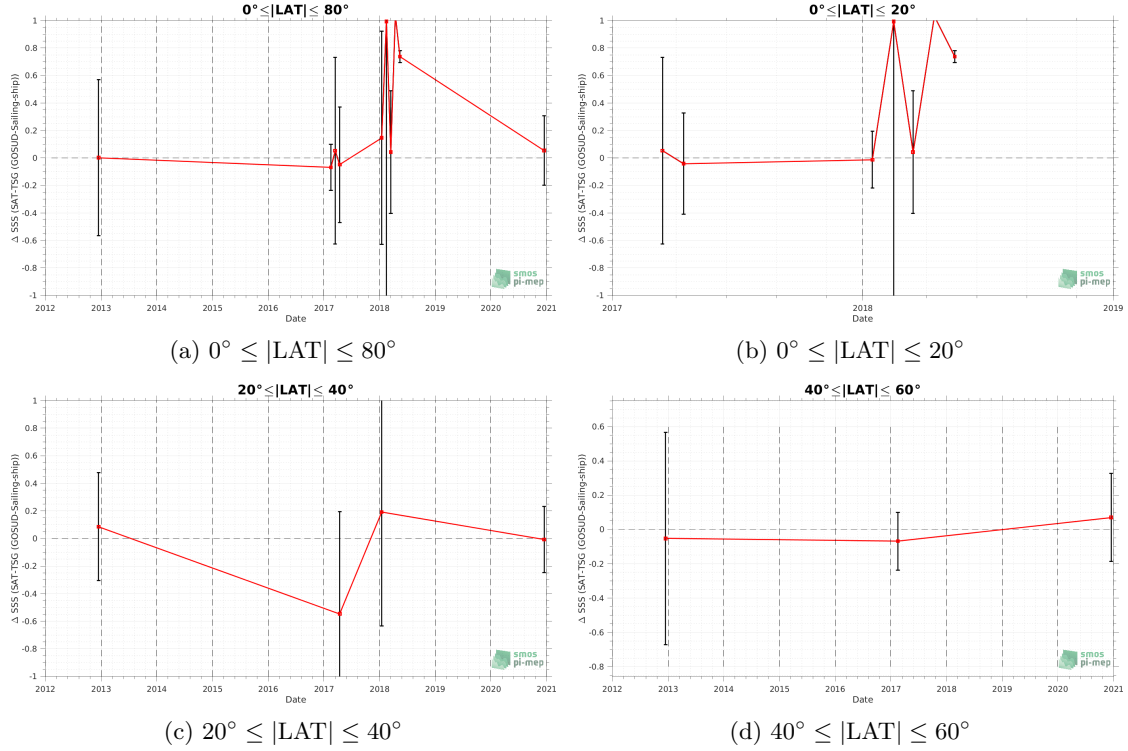 0°≤|LAT|≤ 80°
Δ SSS (SAT-TSG (GOSUD-Sailing-ship))
1
0.8
0.6
0.4
0.2
0
-0.2
-0.4
-0.6
-0.8
-1
2012 2013 2014 2015 2016 2017 2018 2019 2020 2021
Date
smos
pi-mep
(a) 0° ≤ |LAT| ≤ 80°
0°≤|LAT|≤ 20°
Δ SSS (SAT-TSG (GOSUD-Sailing-ship))
1
0.8
0.6
0.4
0.2
0
-0.2
-0.4
-0.6
-0.8
-1
2017 2018 2019
Date
smos
pi-mep
(b) 0° ≤ |LAT| ≤ 20°
20°≤|LAT|≤ 40°
Δ SSS (SAT-TSG (GOSUD-Sailing-ship))
1
0.8
0.6
0.4
0.2
0
-0.2
-0.4
-0.6
-0.8
-1
2012 2013 2014 2015 2016 2017 2018 2019 2020 2021
Date
smos
pi-mep
(c) 20° ≤ |LAT| ≤ 40°
40°≤|LAT|≤ 60°
Δ SSS (SAT-TSG (GOSUD-Sailing-ship))
0.6
0.4
0.2
0
-0.2
-0.4
-0.6
-0.8
2012 2013 2014 2015 2016 2017 2018 2019 2020 2021
Date
smos
pi-mep
(d) 40° ≤ |LAT| ≤ 60°